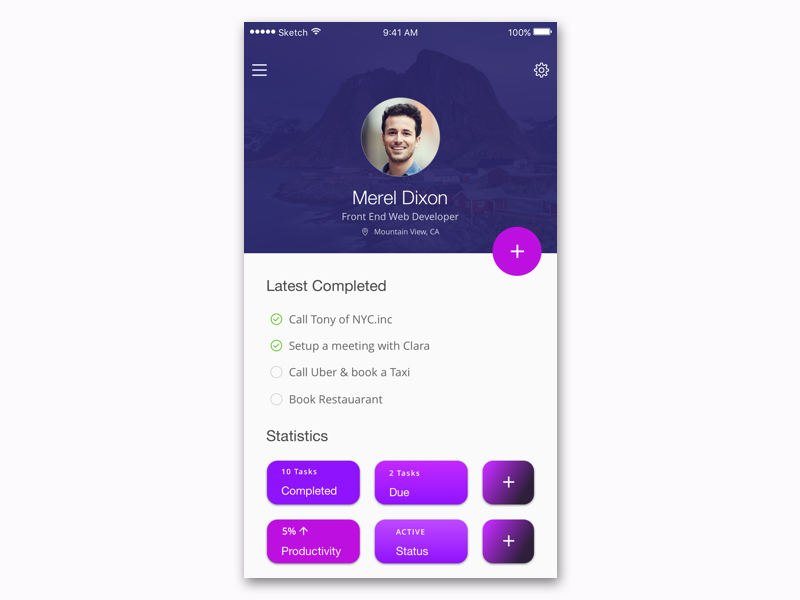 Sketch 9:41 AM 100%
Merel Dixon
Front End Web Developer
Mountain View, CA
+
Latest Completed
Call Tony of NYC.inc
Setup a meeting with Clara
Call Uber & book a Taxi
Book Restauarant
Statistics
10 Tasks
Completed
2 Tasks
Due
+
5% ↑
Productivity
ACTIVE
Status
+